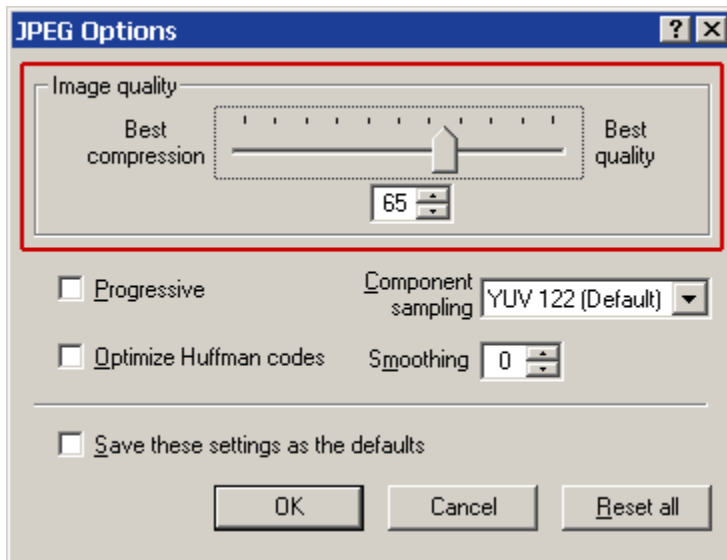 JPEG Options
Image quality
Best compression
Best quality
65
Progressive
Component sampling
YUV 122 (Default)
Optimize Huffman codes
Smoothing
0
Save these settings as the defaults
OK
Cancel
Reset all